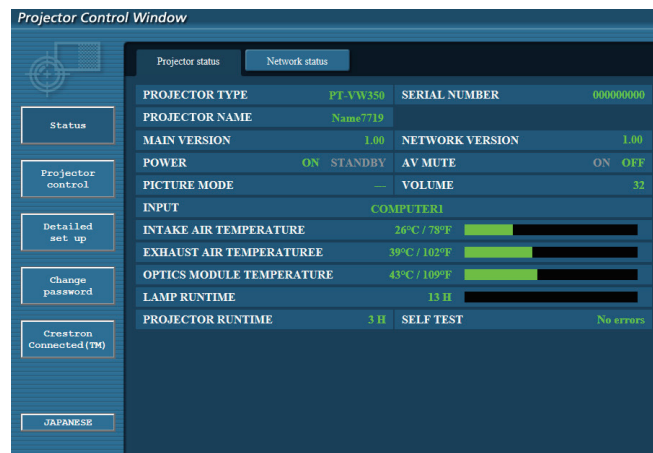 Projector Control Window
Projector status Network status
Status
Projector
control
Detailed
set up
Change
password
Crestron
Connected(TM)
JAPANESE
PROJECTOR TYPE PT-VW350 SERIAL NUMBER 000000000
PROJECTOR NAME Name7719
MAIN VERSION 1.00 NETWORK VERSION 1.00
POWER ON STANDBY AV MUTE ON OFF
PICTURE MODE — VOLUME 32
INPUT COMPUTER1
INTAKE AIR TEMPERATURE 26°C / 78°F
EXHAUST AIR TEMPERATUREE 39°C / 102°F
OPTICS MODULE TEMPERATURE 43°C / 109°F
LAMP RUNTIME 13 H
PROJECTOR RUNTIME 3 H SELF TEST No errors